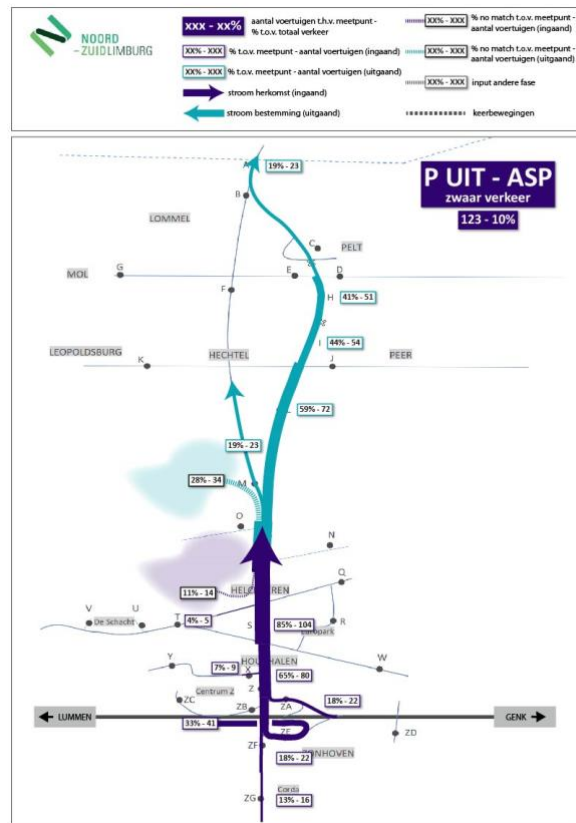 NOORD
-ZUIDLIMBURG
xxx - xx%
aantal voertuigen t.h.v. meetpunt -
% t.o.v. totaal verkeer
XX% - XXX
% t.o.v. meetpunt - aantal voertuigen (ingaand)
XX% - XXX
% t.o.v. meetpunt - aantal voertuigen (uitgaand)
stroom herkomst (ingaand)
stroom bestemming (uitgaand)
XX% - XXX
% no match t.o.v. meetpunt -
aantal voertuigen (ingaand)
XX% - XXX
% no match t.o.v. meetpunt -
aantal voertuigen (uitgaand)
XX% - XXX
input andere fase
keerbewegingen
P UIT - ASP
zwaar verkeer
123 - 10%
A
19% - 23
B
LOMMEL
C
PELT
MOL
G
E
D
F
H
41% - 51
I
44% - 54
LEOPOLDSBURG
HECHTEL
PEER
K
J
L
59% - 72
19% - 23
28% - 34
M
O
N
11% - 14
HELCHTEREN
Q
V
U
T
4% - 5
De Schacht
S
85% - 104
R
Europark
Y
7% - 9
HOUTHALEN
X
65% - 80
W
Centrum 2
Z
ZC
ZB
ZA
18% - 22
LUMMEN
GENK
33% - 41
ZE
ZD
ZF
ZONHOVEN
18% - 22
Corda
ZG
13% - 16